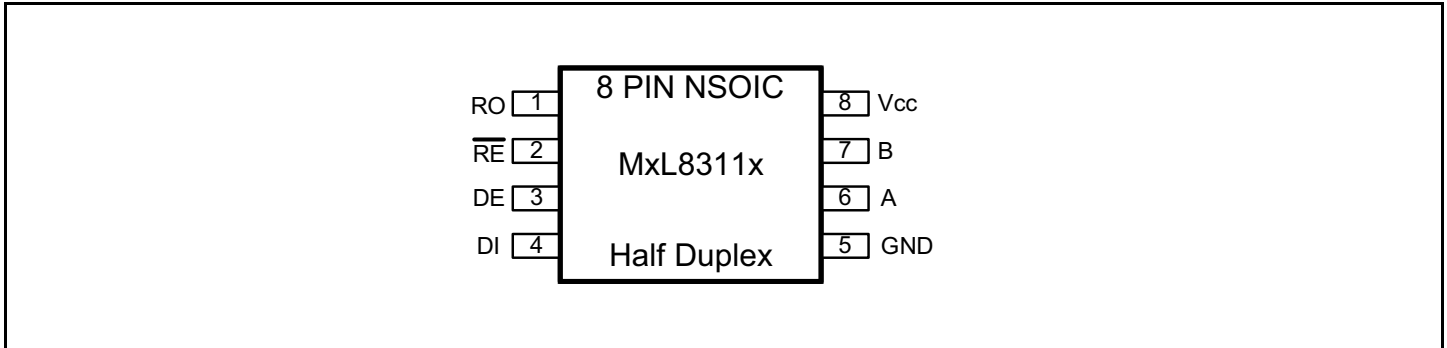 8 PIN NSOIC
RO 1 8 Vcc
RE 2 7 B
MxL8311x
DE 3 6 A
DI 4 5 GND
Half Duplex